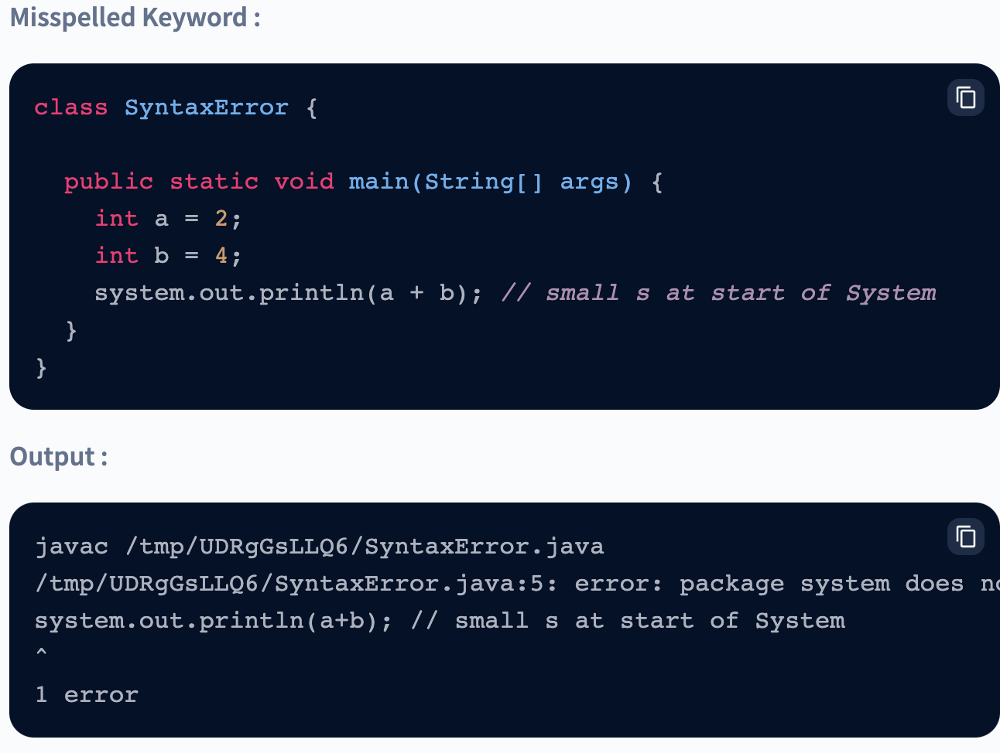 Misspelled Keyword :
class SyntaxError {
public static void main(String[] args) {
int a = 2;
int b = 4;
system.out.println(a + b); // small s at start of System
}
}
Output :
javac /tmp/UDRgGsLLQ6/SyntaxError.java
/tmp/UDRgGsLLQ6/SyntaxError.java:5: error: package system does
system.out.println(a+b); // small s at start of System
^
1 error